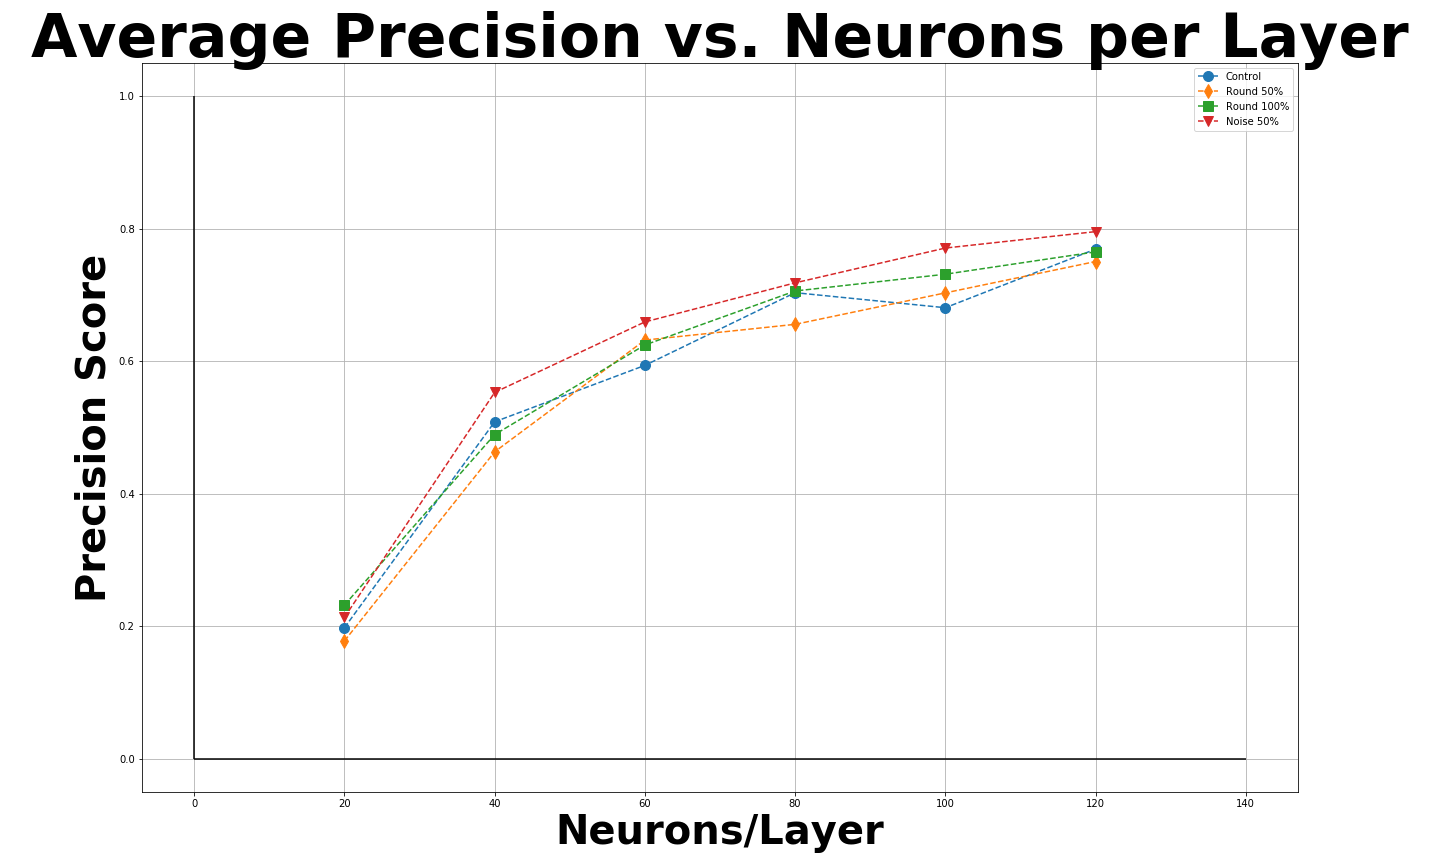 Average Precision vs. Neurons per Layer
Control
Round 50%
Round 100%
Noise 50%
Precision Score
1.0
0.8
0.6
0.4
0.2
0.0
0 20 40 60 80 100 120 140
Neurons/Layer